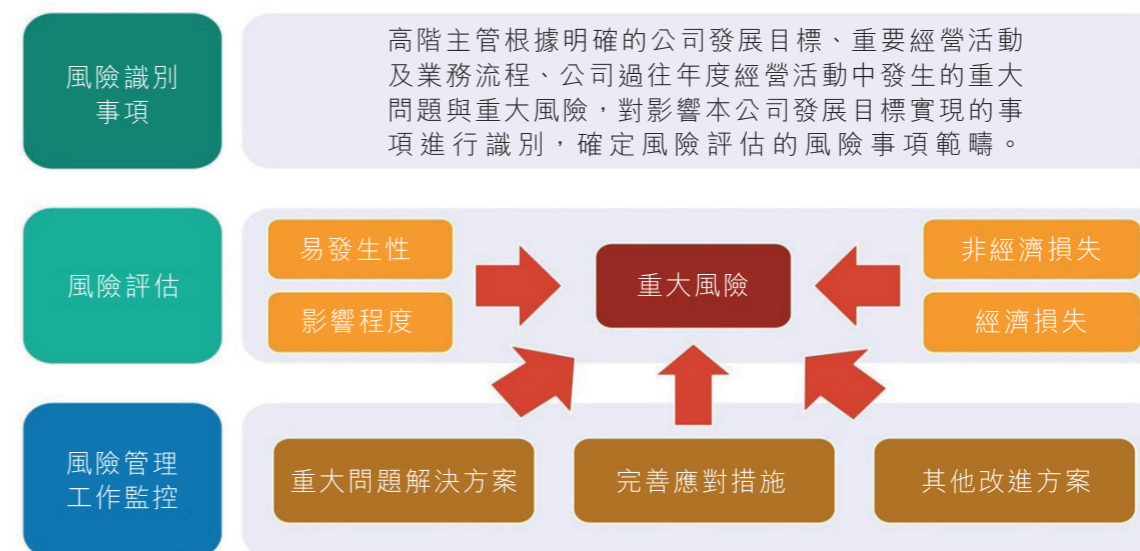 風險識別
事項
高階主管根據明確的公司發展目標、重要經營活動
及業務流程、公司過往年度經營活動中發生的重大
問題與重大風險，對影響本公司發展目標實現的事
項進行識別，確定風險評估的風險事項範疇。
風險評估
易發生性
影響程度
重大風險
非經濟損失
經濟損失
風險管理
工作監控
重大問題解決方案
完善應對措施
其他改進方案